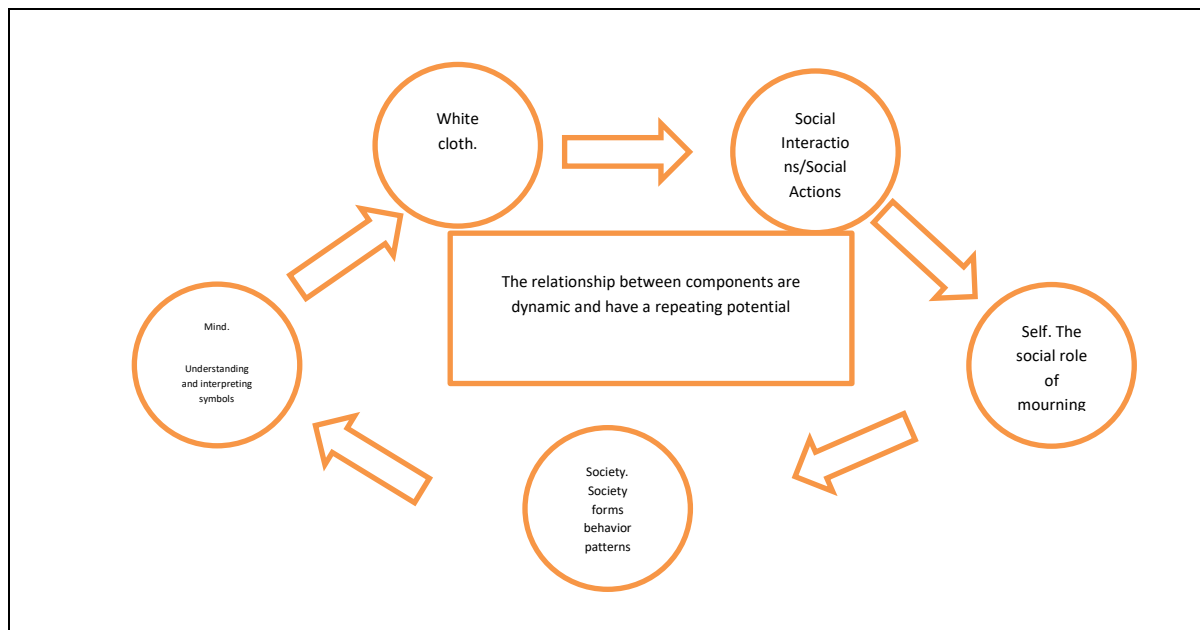 White
cloth.
Social
Interactio
ns/Social
Actions
The relationship between components are
dynamic and have a repeating potential
Mind.
Understanding
and interpreting
symbols
Self. The
social role
of
mourning
Society.
Society
forms
behavior
patterns